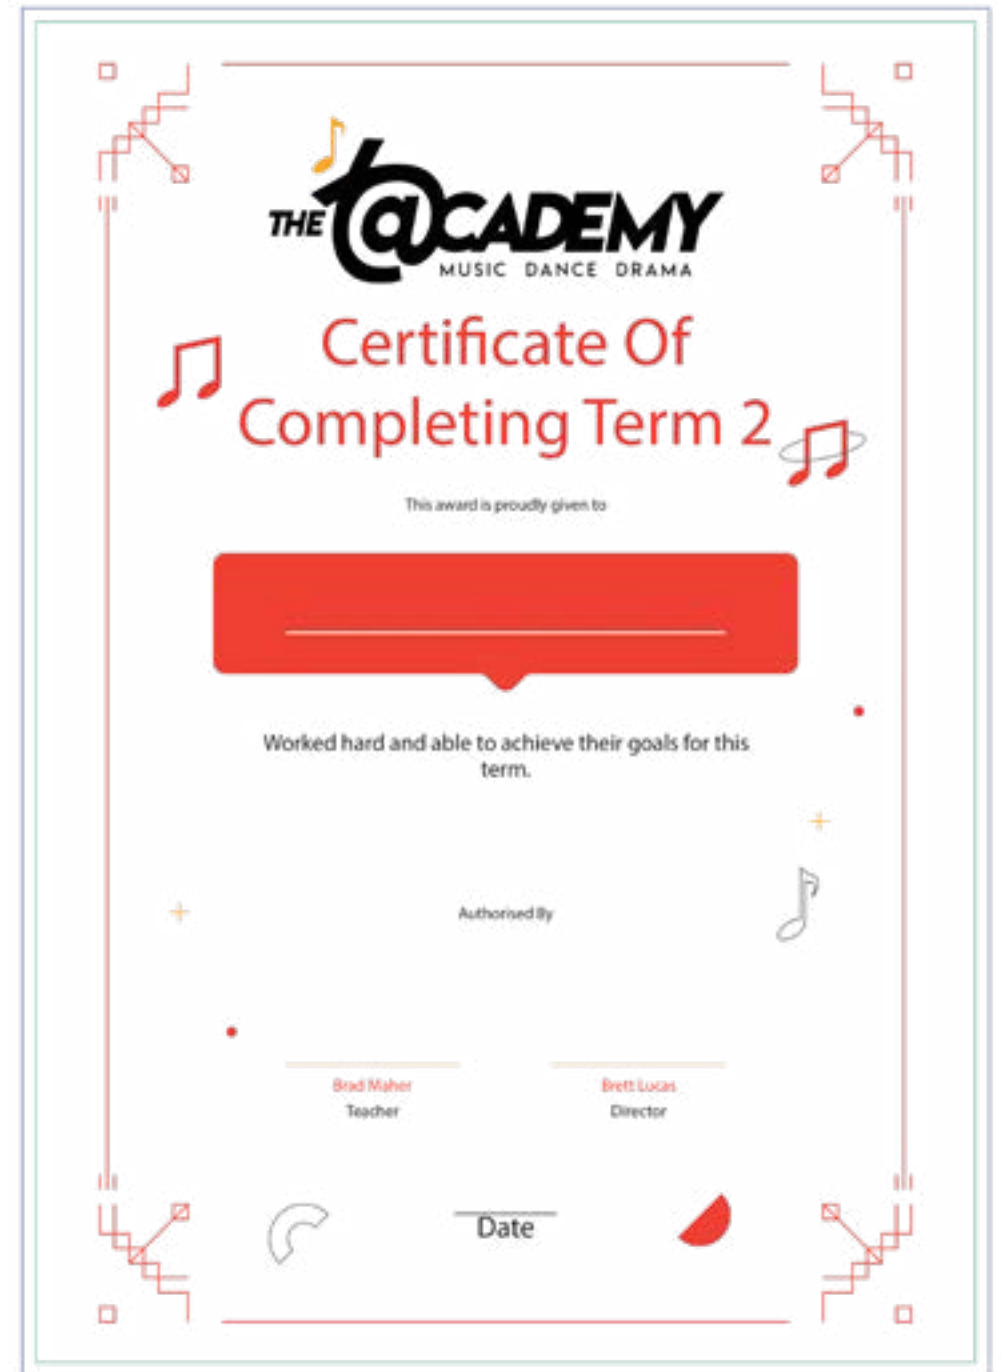 THE @CADEMY
MUSIC DANCE DRAMA
Certificate Of
Completing Term 2
This award is proudly given to
Worked hard and able to achieve their goals for this
term.
Authorised By
Brad Maher
Brett Lucas
Teacher
Director
Date